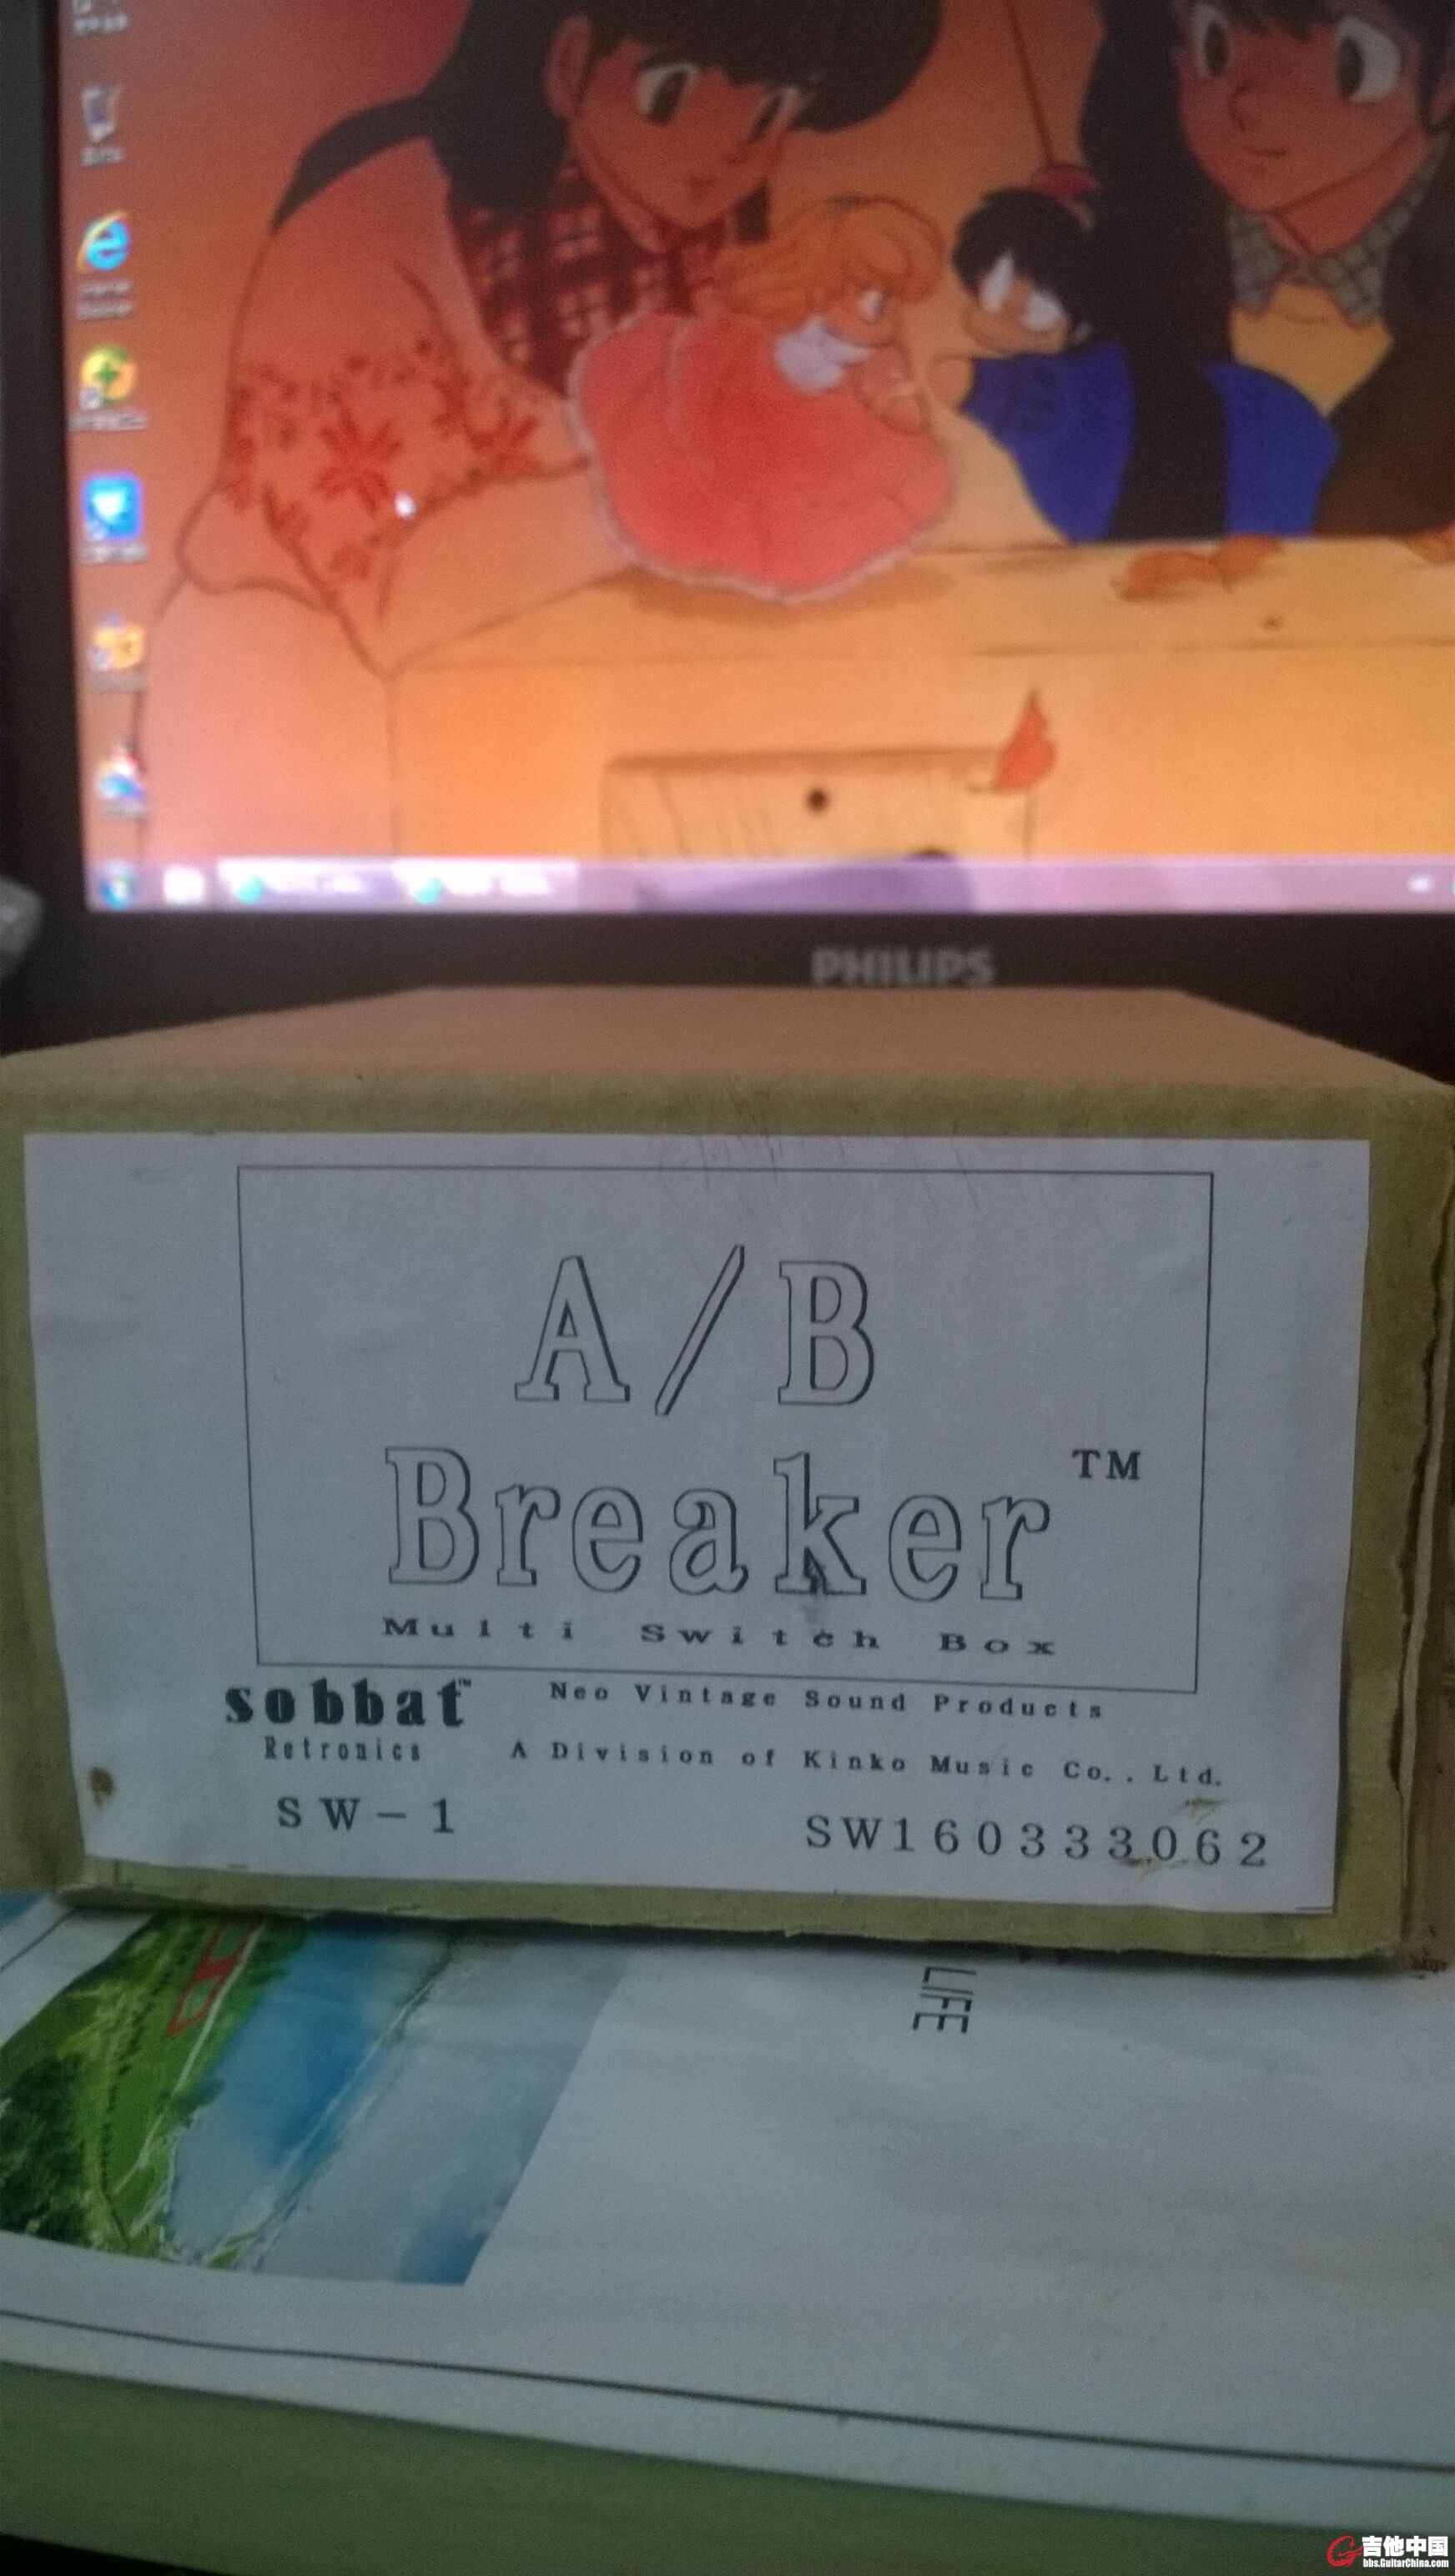 PHILIPS
A/B
Breaker™
Multi Switch Box
sobbat™
Neo Vintage Sound Products
Retronics
A Division of Kinko Music Co., Ltd.
SW-1
SW160333062
LIFE
吉他中国
bbs.GuitarChina.com